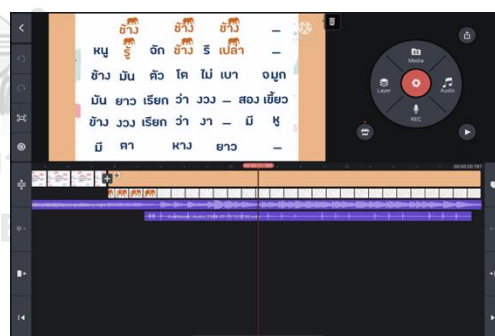 ช้าง ช้าง ช้าง –
หนู รู้ จัก ช้าง รึ เปล่า –
ช้าง มัน ตัว โต ไม่ เบา จมูก
มัน ยาว เรียก ว่า งวง – สอง เขี้ยว
ข้าง งวง เรียก ว่า งา – มี หู
มี ตา หาง ยาว –
Media
Layer
Audio
REC